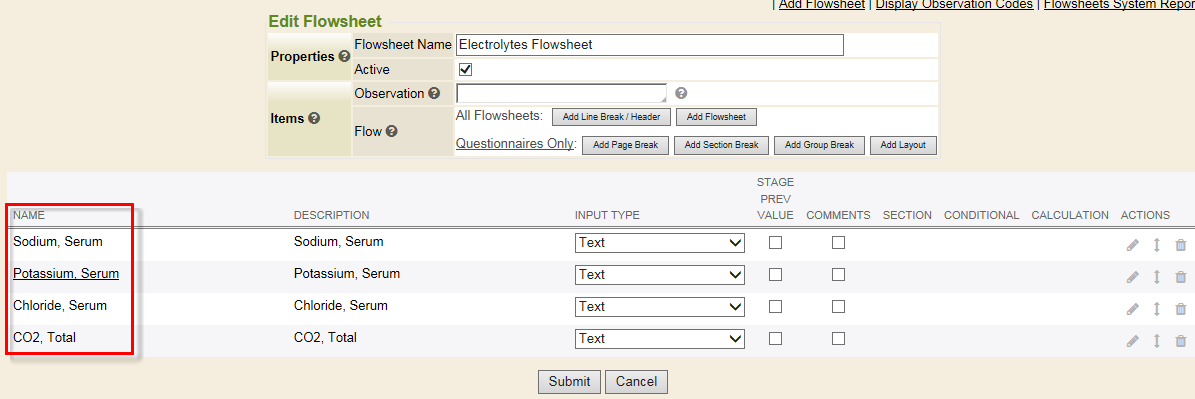 | Add Flowsheet | Display Observation Codes | Flowsheets System Repor
Edit Flowsheet
Properties ?
Flowsheet Name Electrolytes Flowsheet
Active
Items ?
Observation ? ?
Flow ?
All Flowsheets: Add Line Break / Header Add Flowsheet
Questionnaires Only: Add Page Break Add Section Break Add Group Break Add Layout
NAME DESCRIPTION INPUT TYPE STAGE PREV VALUE COMMENTS SECTION CONDITIONAL CALCULATION ACTIONS
Sodium, Serum Sodium, Serum Text
Potassium, Serum Potassium, Serum Text
Chloride, Serum Chloride, Serum Text
CO2, Total CO2, Total Text
Submit Cancel